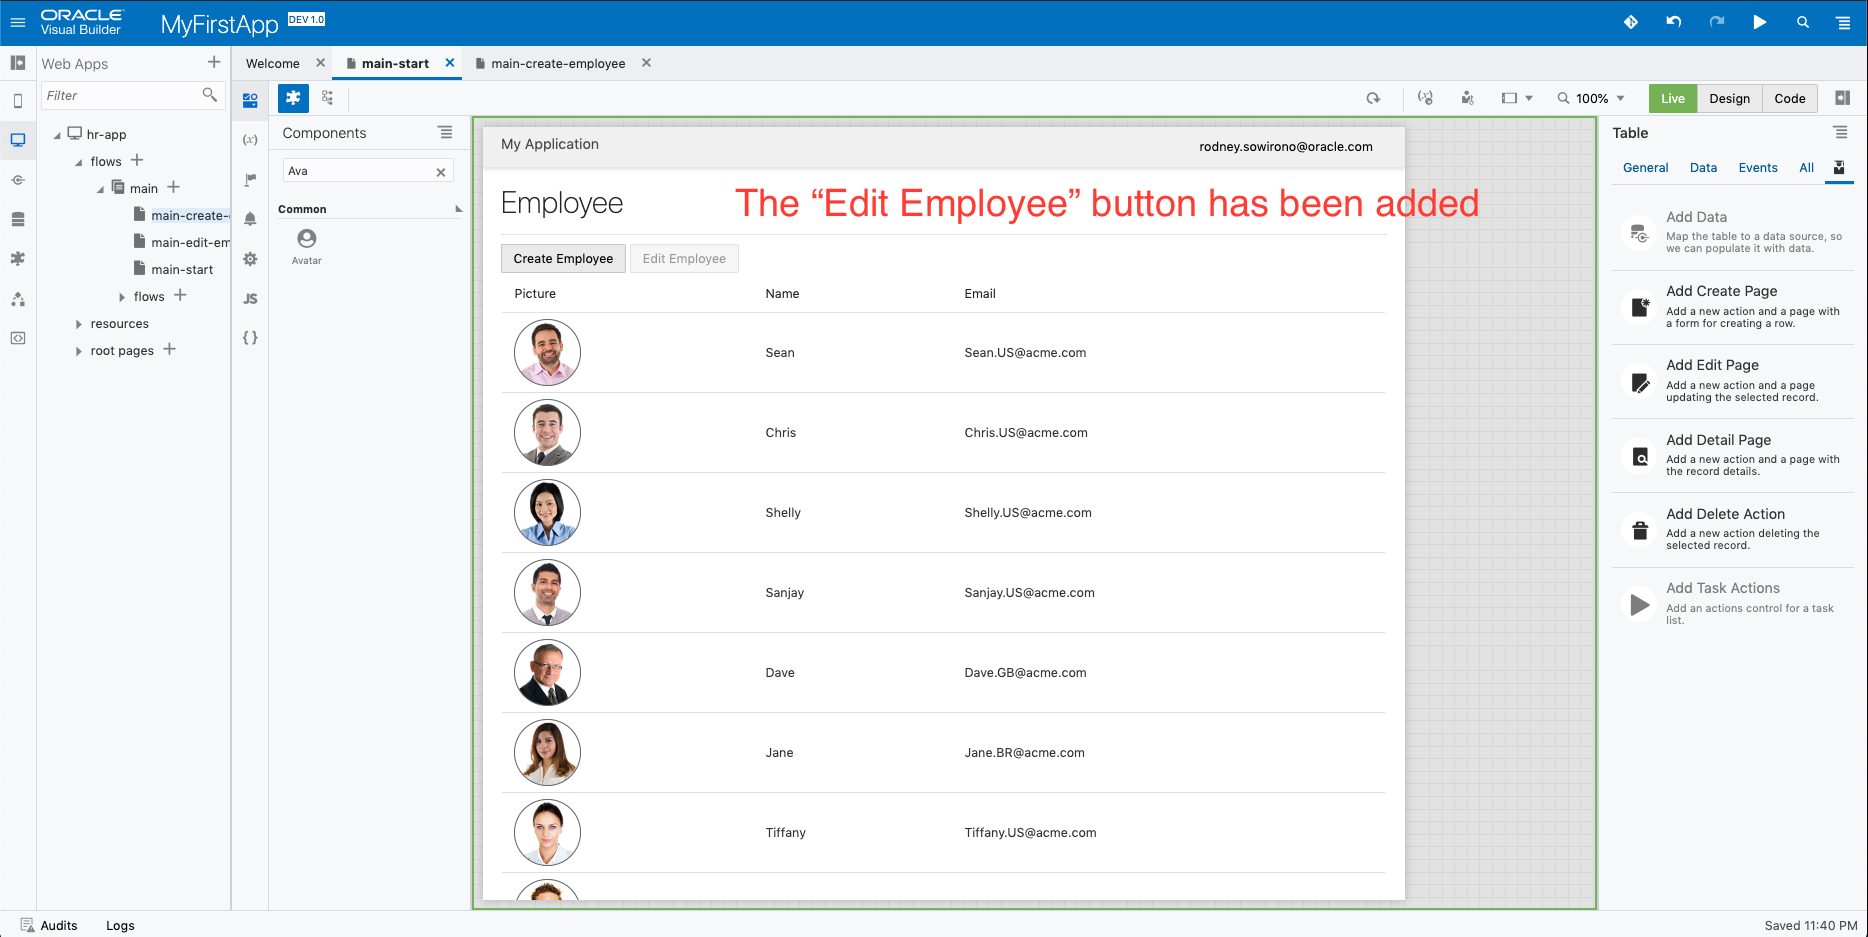 ORACLE
Visual Builder
MyFirstApp DEV 1.0
Web Apps
Filter
hr-app
flows
main
main-create-
main-edit-em
main-start
flows
resources
root pages
Welcome
main-start
main-create-employee
(x)
JS
{ }
100%
Live
Design
Code
Components
Ava
Common
Avatar
My Application
rodney.sowirono@oracle.com
Employee
The “Edit Employee” button has been added
Create Employee
Edit Employee
Picture Name Email
Sean Sean.US@acme.com
Chris Chris.US@acme.com
Shelly Shelly.US@acme.com
Sanjay Sanjay.US@acme.com
Dave Dave.GB@acme.com
Jane Jane.BR@acme.com
Tiffany Tiffany.US@acme.com
Table
General Data Events All
Add Data
Map the table to a data source, so
we can populate it with data.
Add Create Page
Add a new action and a page with
a form for creating a row.
Add Edit Page
Add a new action and a page
updating the selected record.
Add Detail Page
Add a new action and a page with
the record details.
Add Delete Action
Add a new action deleting the
selected record.
Add Task Actions
Add an actions control for a task
list.
Audits
Logs
Saved 11:40 PM